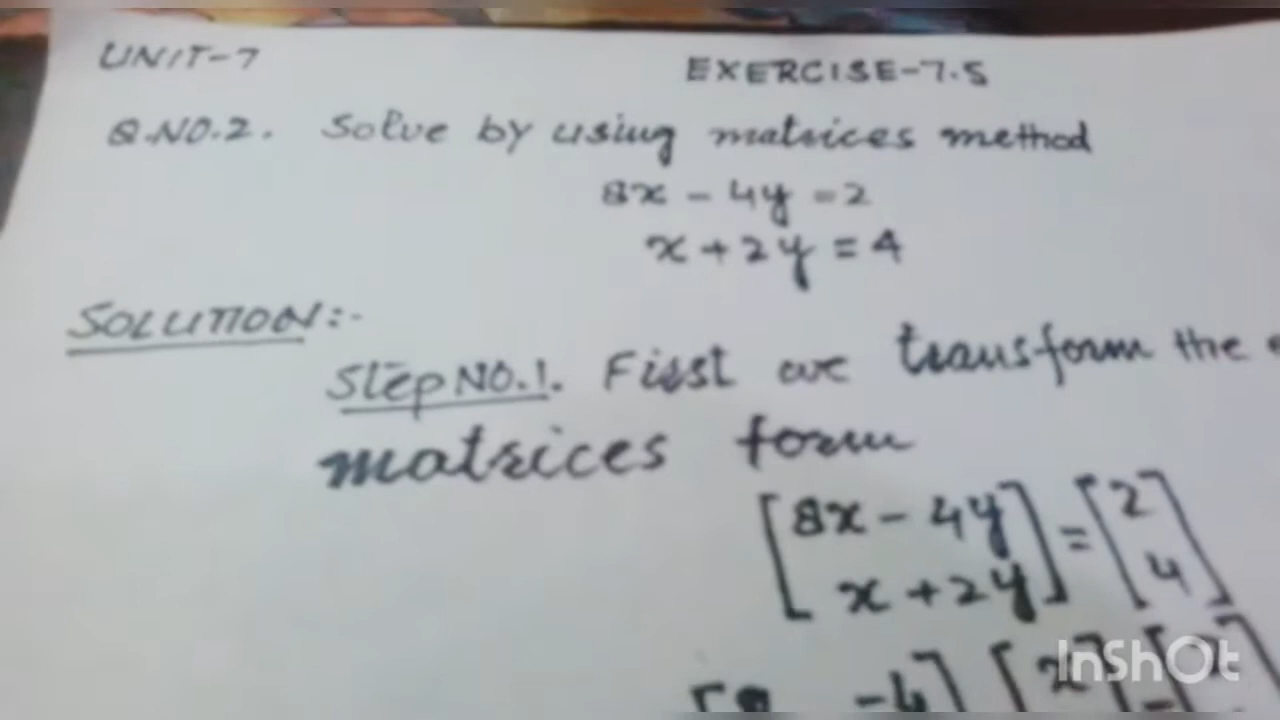 UNIT-7 EXERCISE-7.5
Q.NO.2. Solve by using matrices method
8x - 4y = 2
x + 2y = 4
SOLUTION:-
Step NO.1. First we transform the
matrices form
[8x - 4y] = [2]
[x + 2y] [4]
-4] [x]
InShOt